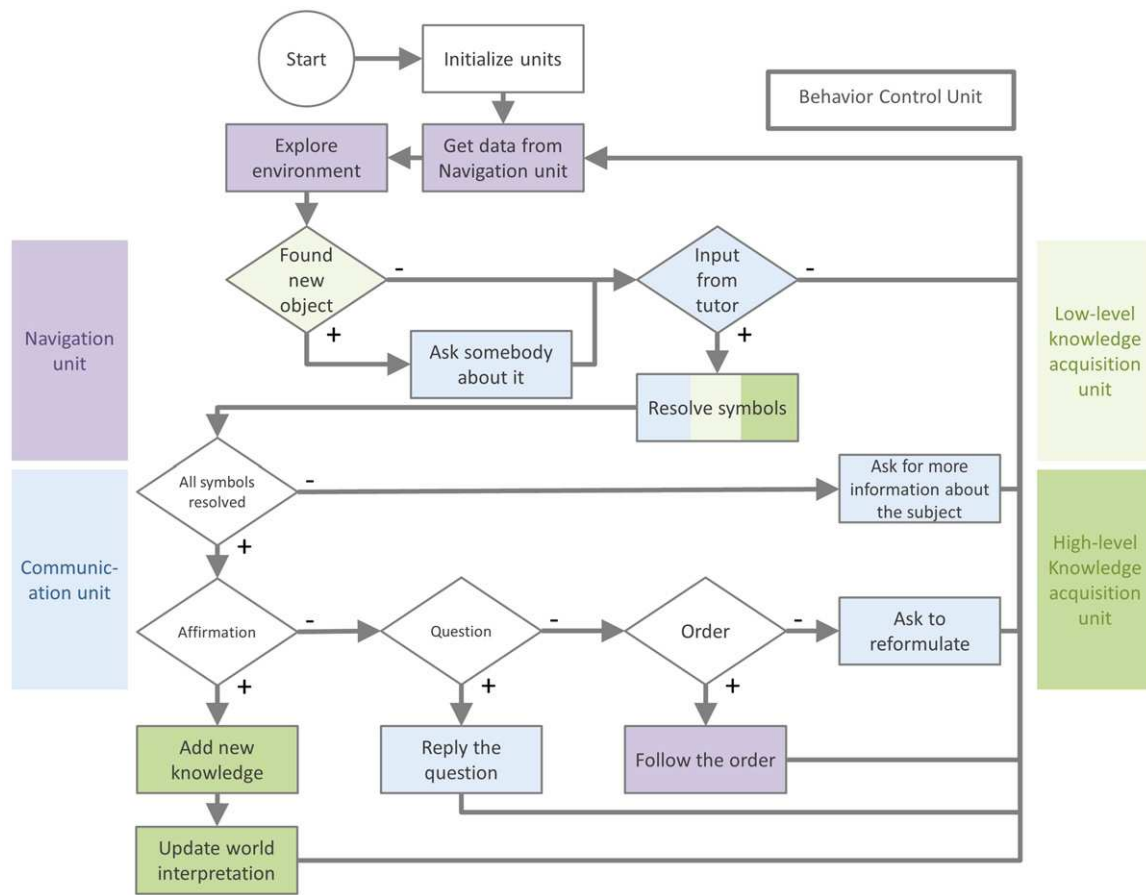 Start
Initialize units
Behavior Control Unit
Explore
environment
Get data from
Navigation unit
Found
new
object
-
+
Input
from
tutor
-
+
Ask somebody
about it
Resolve symbols
Navigation
unit
Low-level
knowledge
acquisition
unit
All symbols
resolved
-
+
Ask for more
information about
the subject
Communic-
ation unit
High-level
Knowledge
acquisition
unit
Affirmation
-
+
Question
-
+
Order
-
+
Ask to
reformulate
Add new
knowledge
Reply the
question
Follow the order
Update world
interpretation